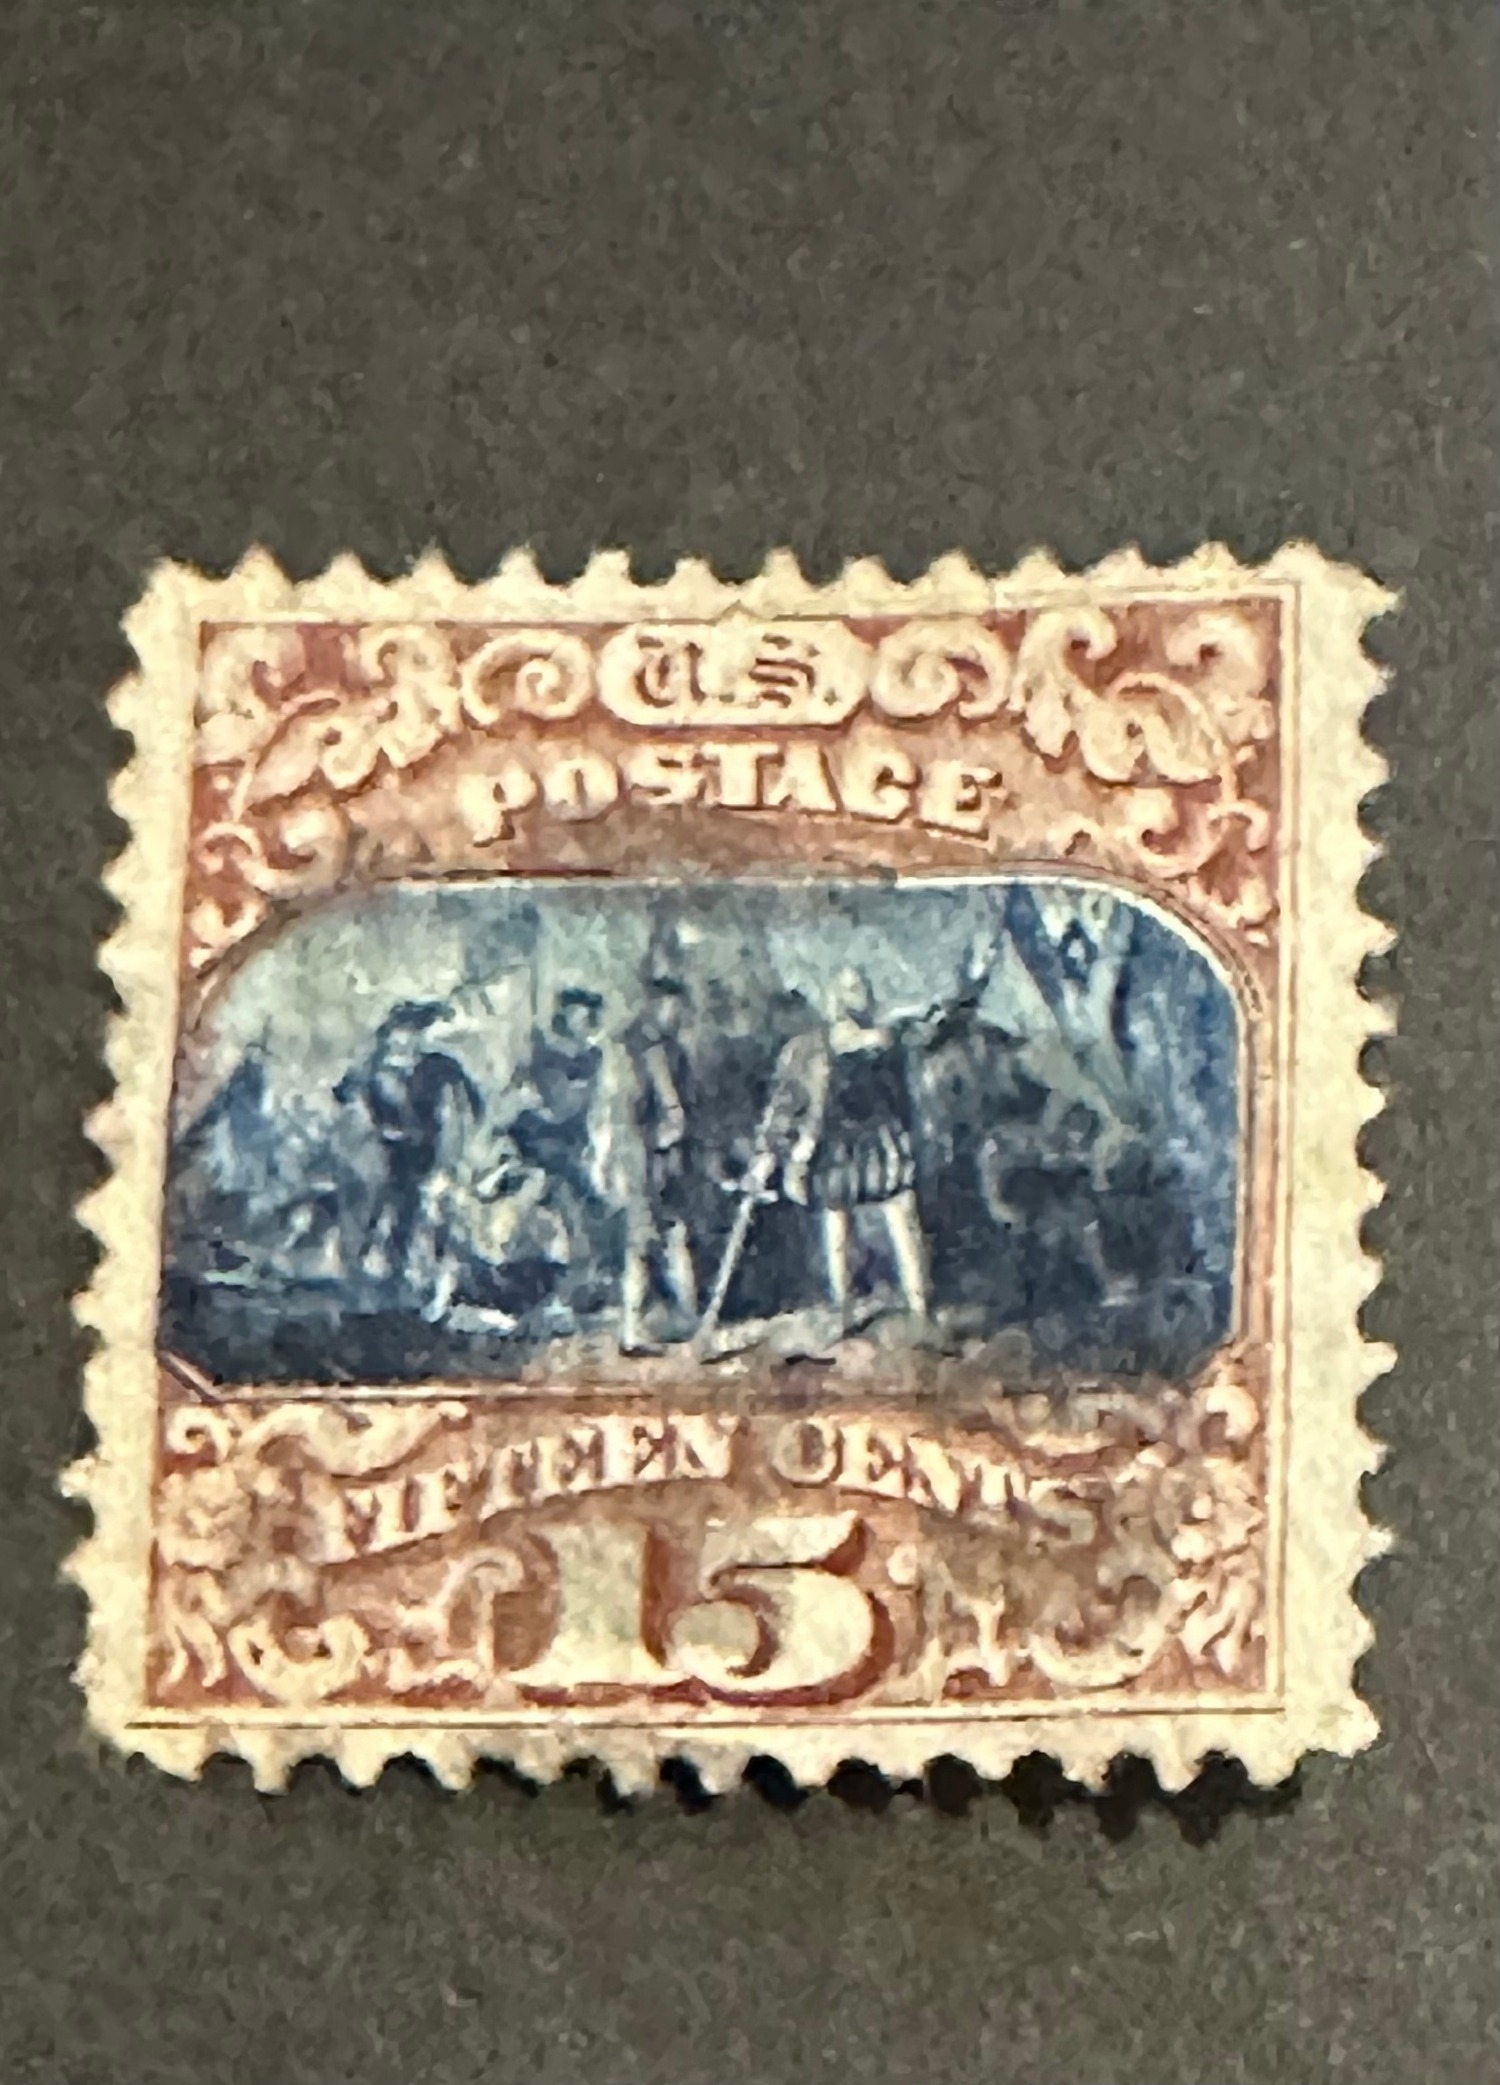 U.S.
POSTAGE
FIFTEEN CENTS
15